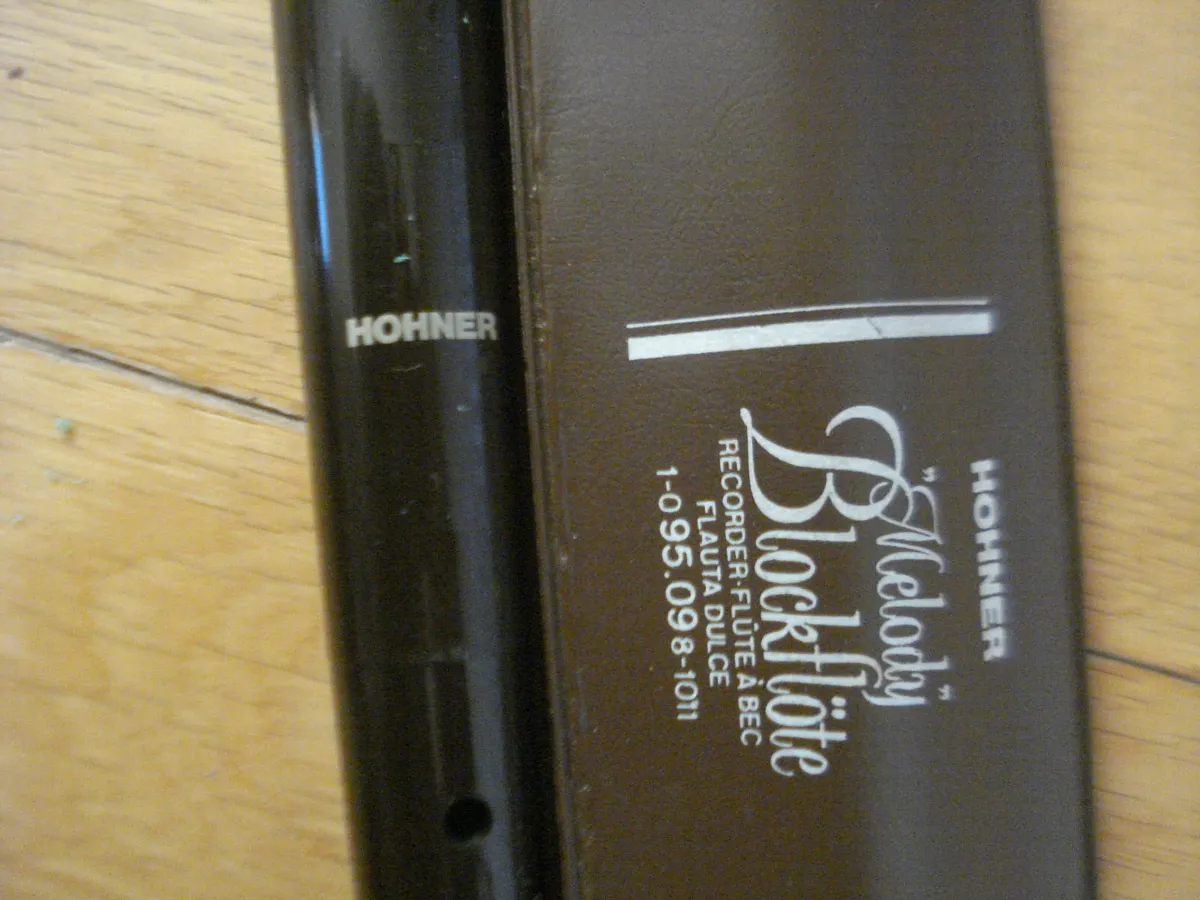 HOHNER
HOHNER
"Melody"
Blockflöte
RECORDER·FLÛTE À BEC
FLAUTA DULCE
1-095.098-1011